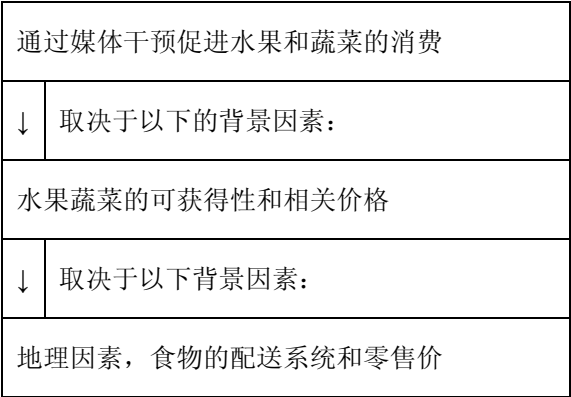 通过媒体干预促进水果和蔬菜的消费
↓ 取决于以下的背景因素：
水果蔬菜的可获得性和相关价格
↓ 取决于以下背景因素：
地理因素，食物的配送系统和零售价